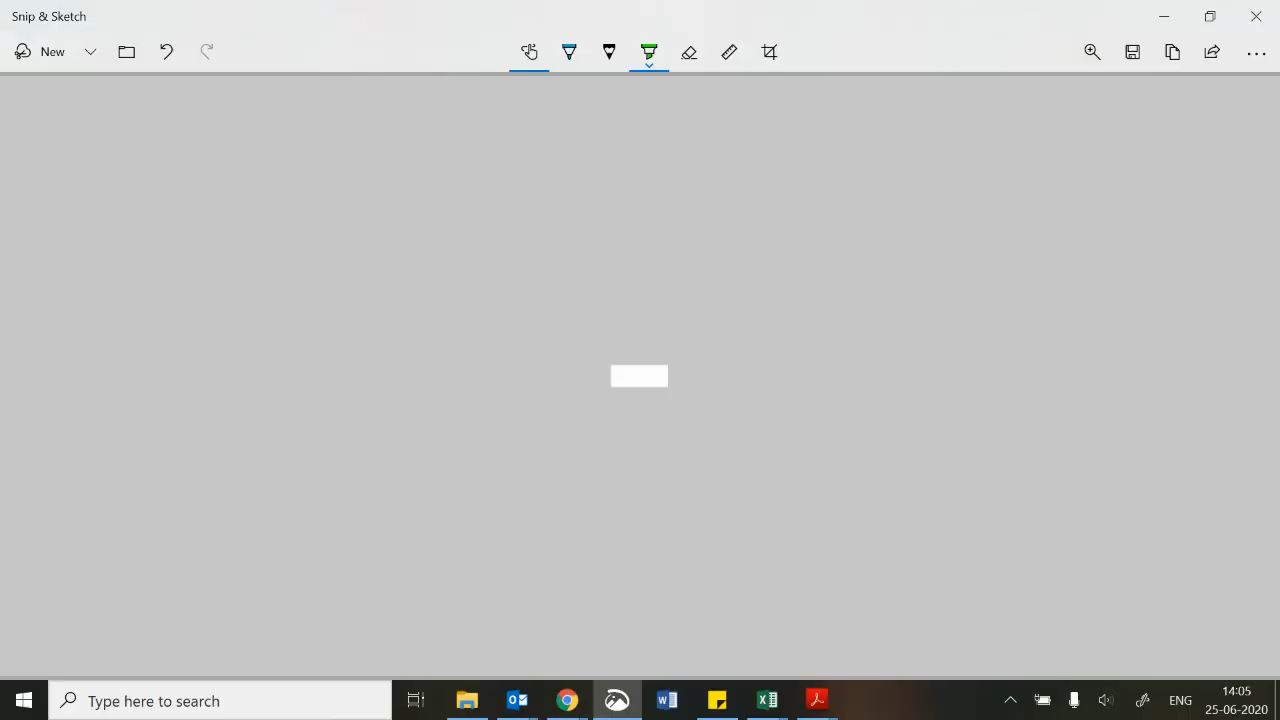 Snip & Sketch
New
Type here to search
ENG
14:05
25-06-2020